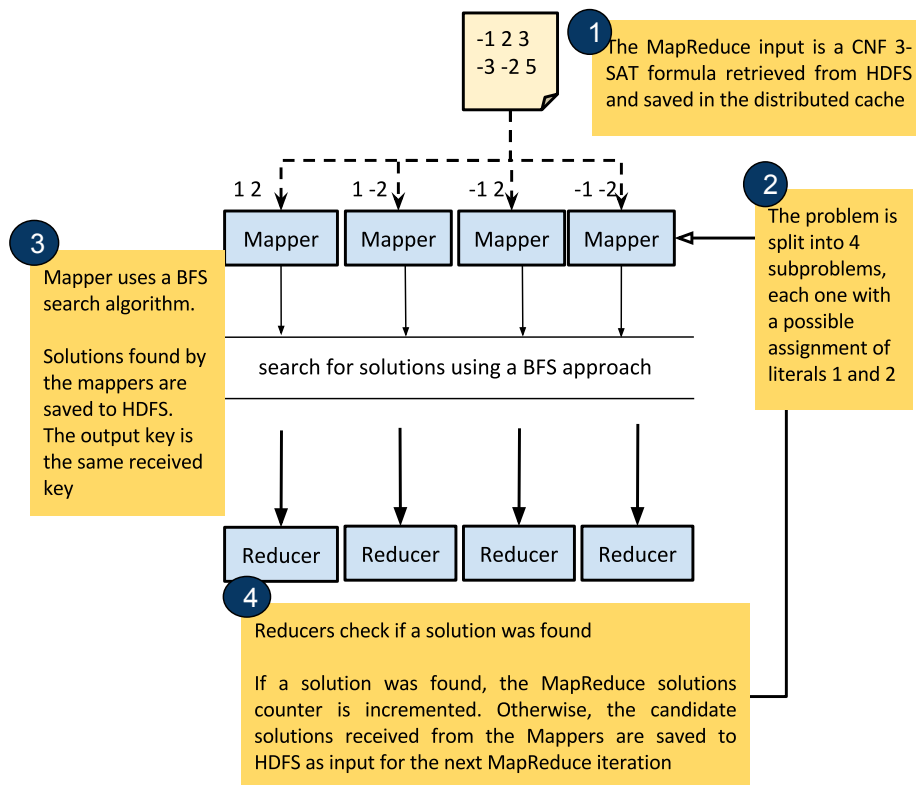 -1 2 3
-3 -2 5
1
The MapReduce input is a CNF 3-
SAT formula retrieved from HDFS
and saved in the distributed cache
1 2
1 -2
-1 2
-1 -2
Mapper
Mapper
Mapper
Mapper
2
The problem is
split into 4
subproblems,
each one with
a possible
assignment of
literals 1 and 2
3
Mapper uses a BFS
search algorithm.
Solutions found by
the mappers are
saved to HDFS.
The output key is
the same received
key
search for solutions using a BFS approach
Reducer
Reducer
Reducer
Reducer
4
Reducers check if a solution was found
If a solution was found, the MapReduce solutions
counter is incremented. Otherwise, the candidate
solutions received from the Mappers are saved to
HDFS as input for the next MapReduce iteration